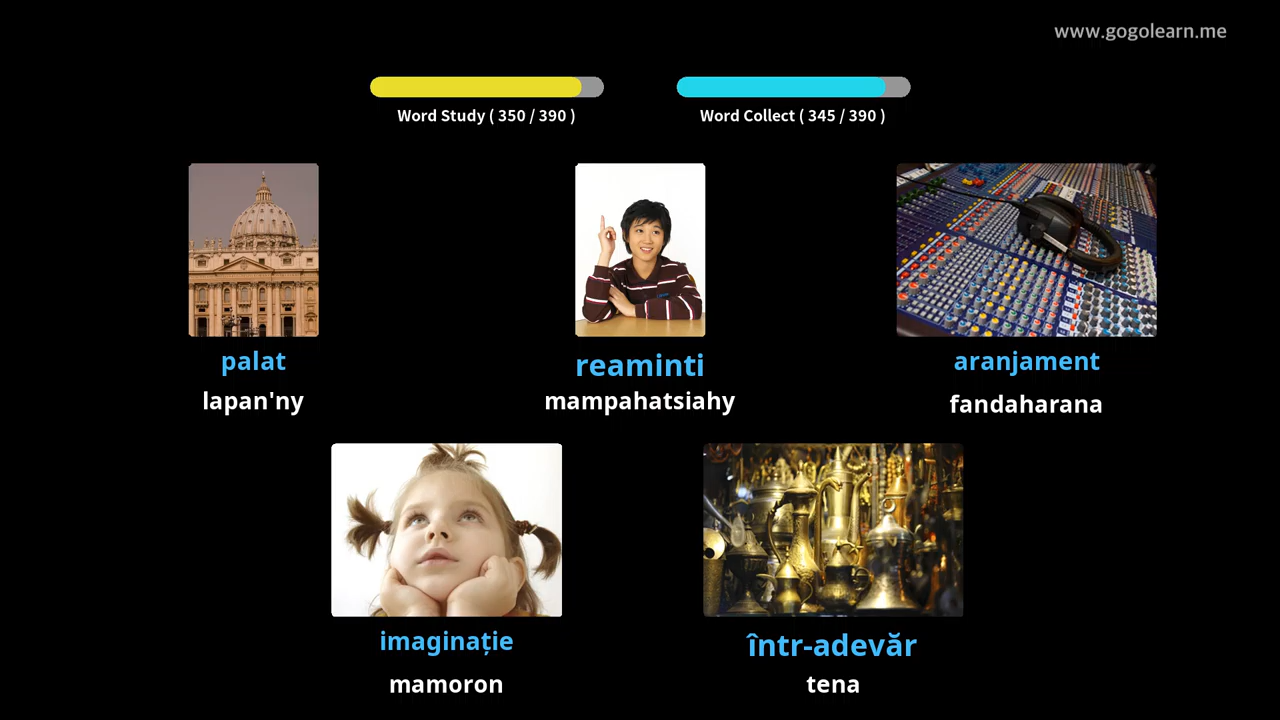 www.gogolearn.me
Word Study ( 350 / 390 )
Word Collect ( 345 / 390 )
palat
reaminti
aranjament
lapan'ny
mampahatsiahy
fandaharana
imaginație
într-adevăr
mamoron
tena